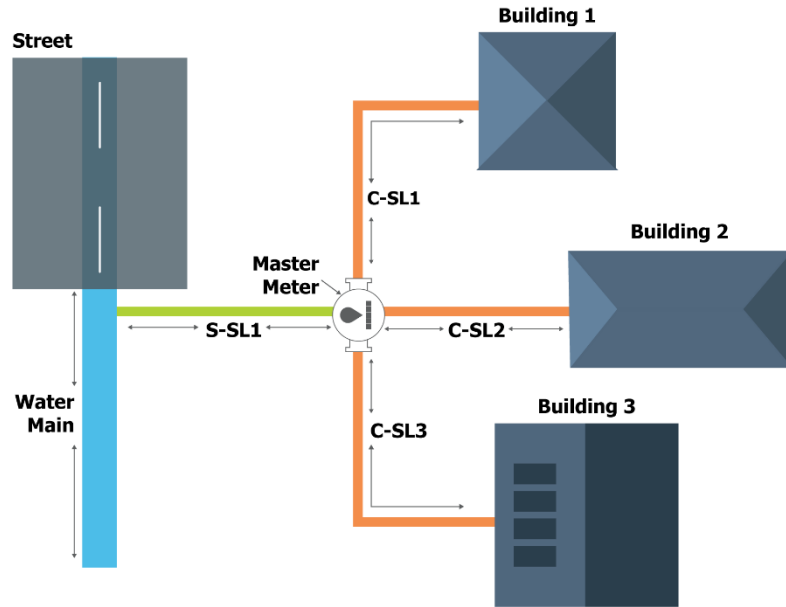 Building 1
Street
C-SL1
Building 2
Master
Meter
S-SL1
C-SL2
Water
Main
Building 3
C-SL3